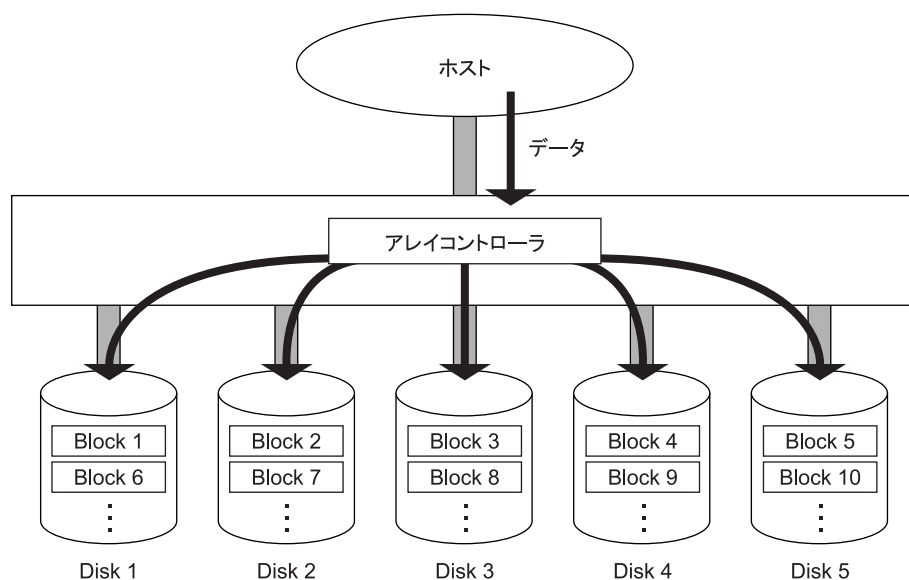 ホスト
データ
アレイコントローラ
Block 1
Block 2
Block 3
Block 4
Block 5
Block 6
Block 7
Block 8
Block 9
Block 10
Disk 1
Disk 2
Disk 3
Disk 4
Disk 5